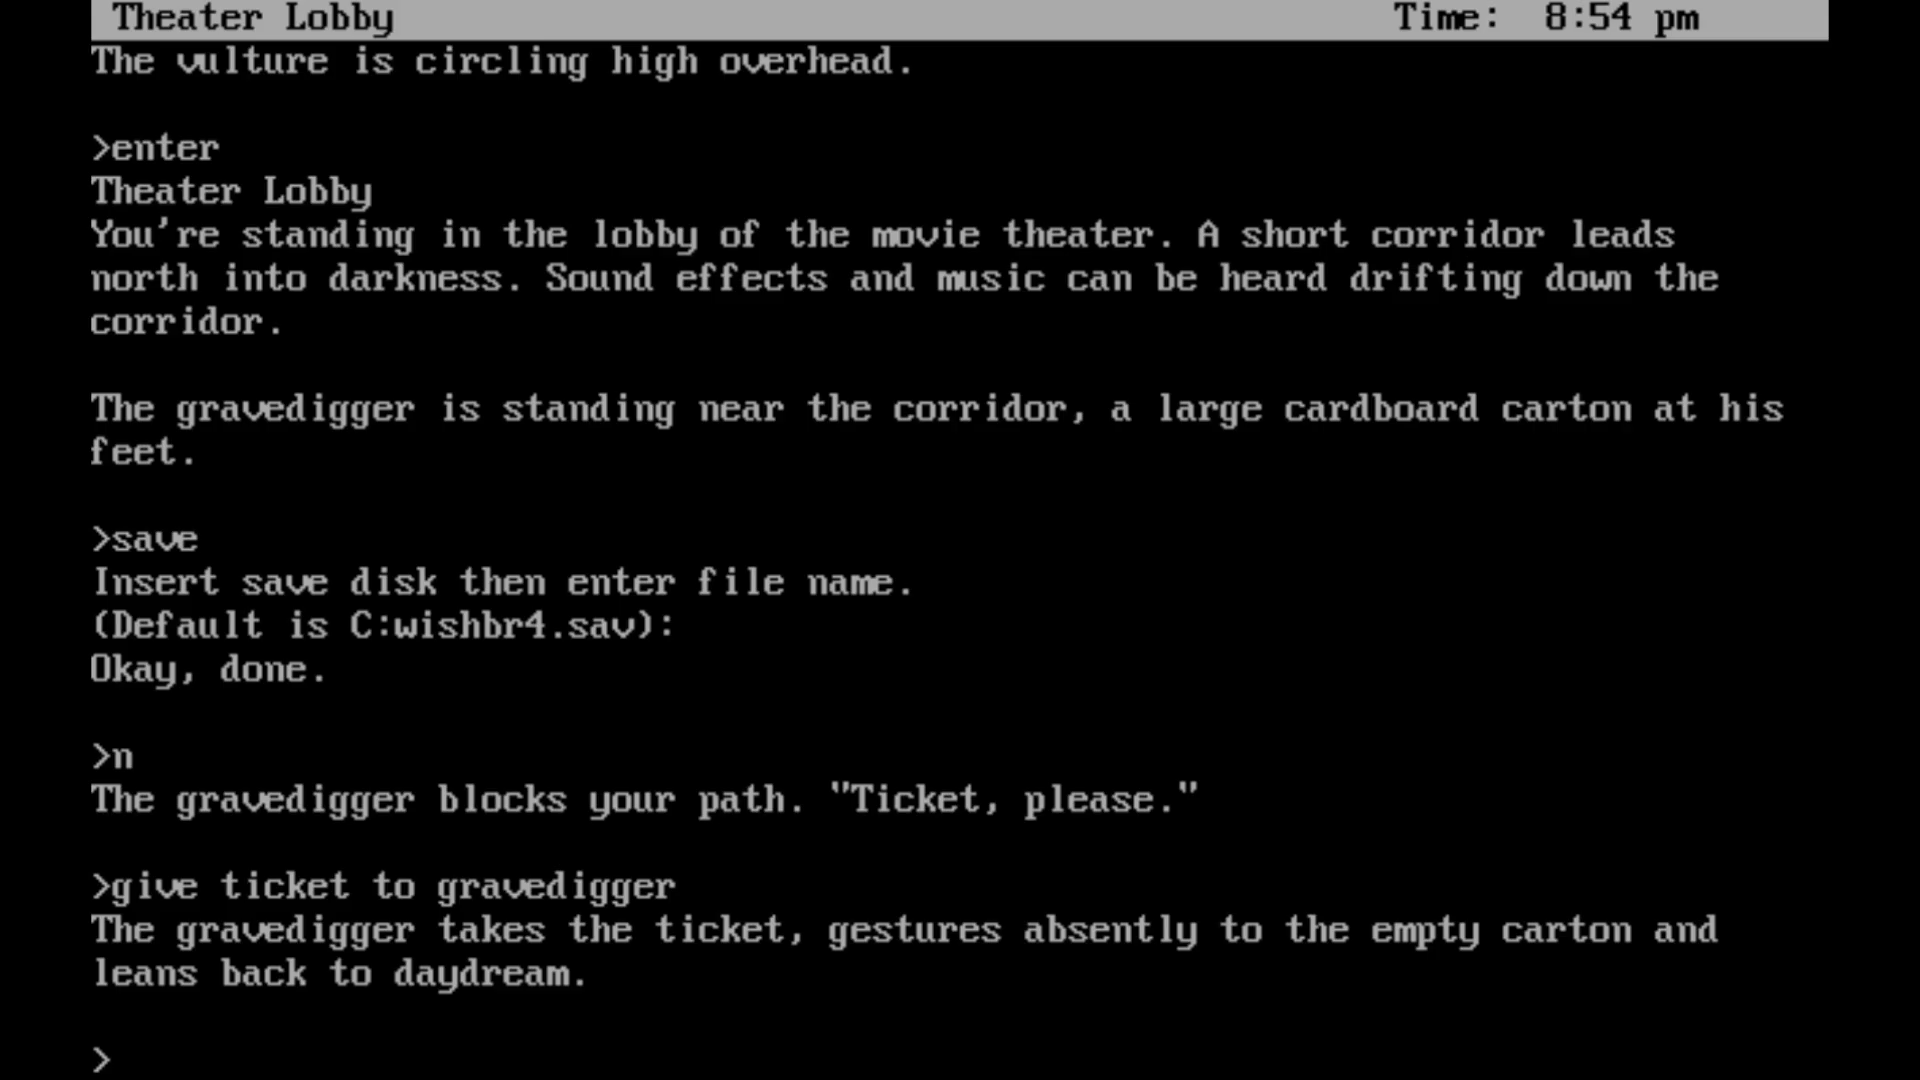 Theater Lobby Time: 8:54 pm
The vulture is circling high overhead.
>enter
Theater Lobby
You're standing in the lobby of the movie theater. A short corridor leads
north into darkness. Sound effects and music can be heard drifting down the
corridor.
The gravedigger is standing near the corridor, a large cardboard carton at his
feet.
>save
Insert save disk then enter file name.
(Default is C:wishbr4.sav):
Okay, done.
>n
The gravedigger blocks your path. "Ticket, please."
>give ticket to gravedigger
The gravedigger takes the ticket, gestures absently to the empty carton and
leans back to daydream.
>